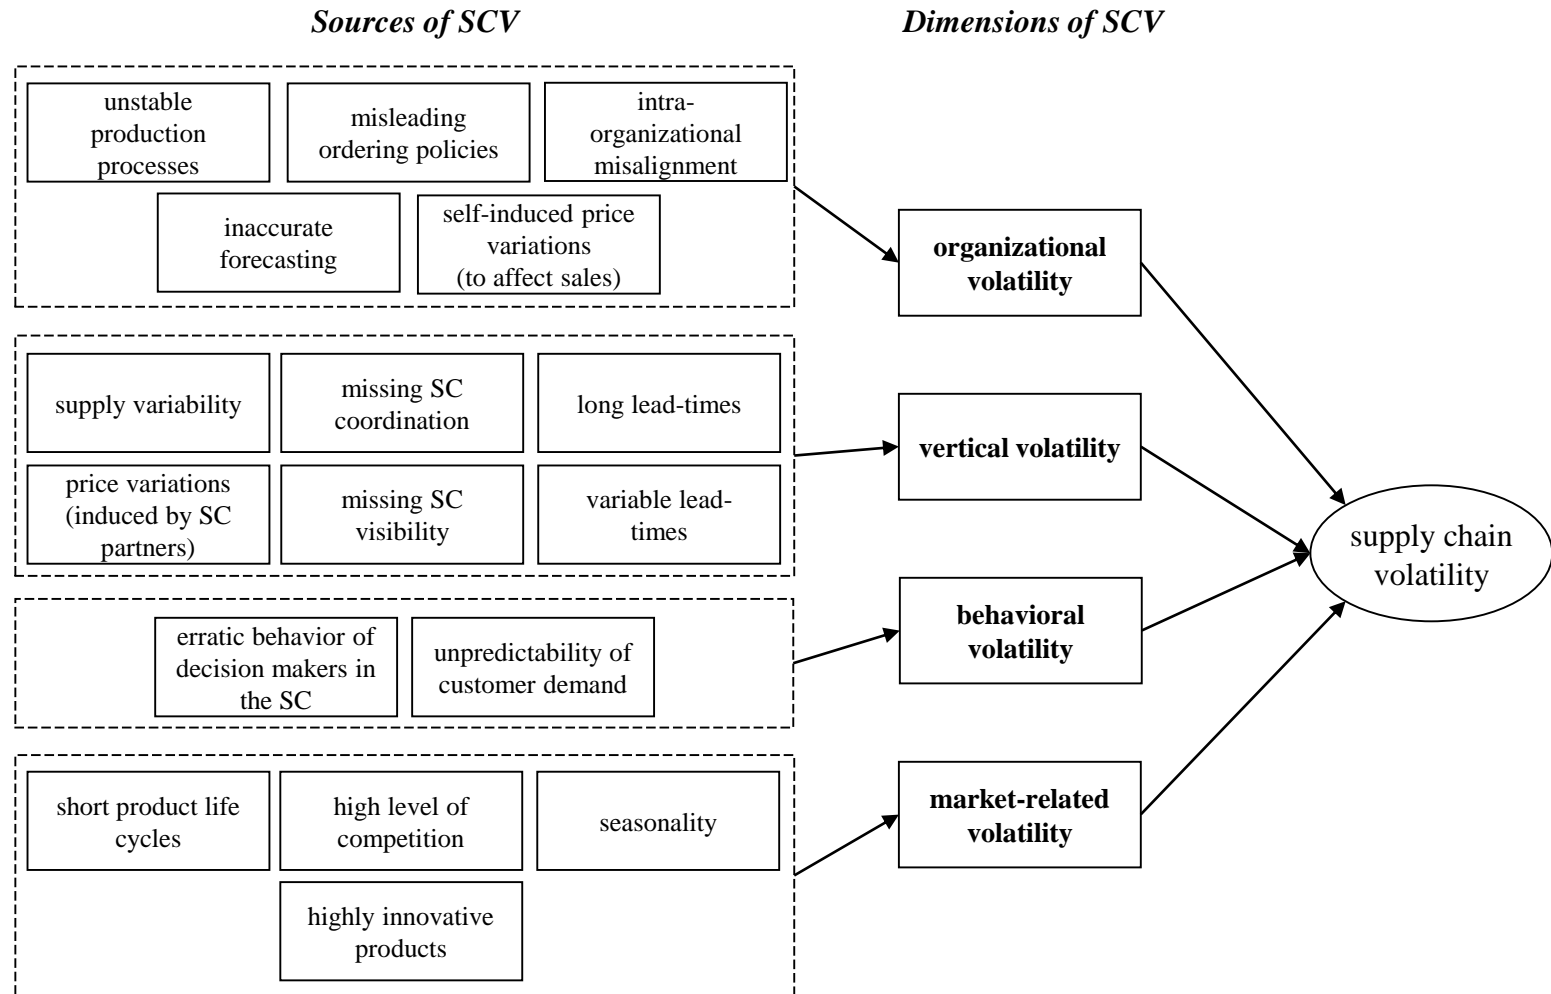 Sources of SCV
Dimensions of SCV
unstable
production
processes
misleading
ordering policies
intra-
organizational
misalignment
inaccurate
forecasting
self-induced price
variations
(to affect sales)
organizational
volatility
supply variability
missing SC
coordination
long lead-times
price variations
(induced by SC
partners)
missing SC
visibility
variable lead-
times
vertical volatility
supply chain
volatility
erratic behavior of
decision makers in
the SC
unpredictability of
customer demand
behavioral
volatility
short product life
cycles
high level of
competition
seasonality
highly innovative
products
market-related
volatility